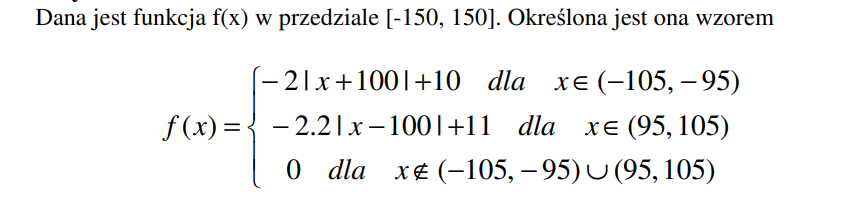 Dana jest funkcja f(x) w przedziale [-150, 150]. Określona jest ona wzorem
− 2 | x + 100 | +10 dla x ∈ (−105, − 95)
f (x) = { − 2.2 | x − 100 | +11 dla x ∈ (95, 105)
0 dla x ∉ (−105, − 95) ∪ (95, 105)